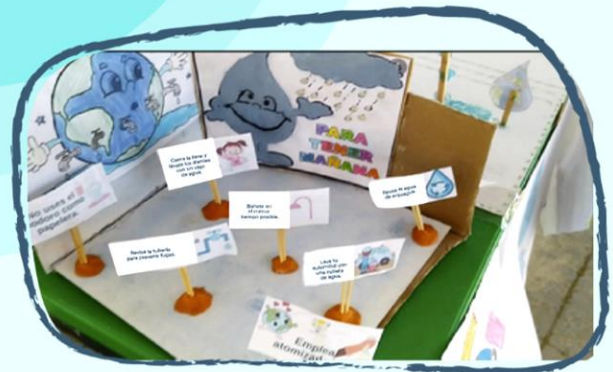 PARA
TENER
MAÑANA
Cierra la llave y
lávate los dientes
con un vaso
de agua.
No uses el
inodoro como
papelera.
Báñate en
el menor
tiempo posible.
Reusa el agua
de enjuague
Revisa la tubería
para prevenir fugas.
Lava tu
automóvil con
una cubeta
de agua.
Emplea
atomizad